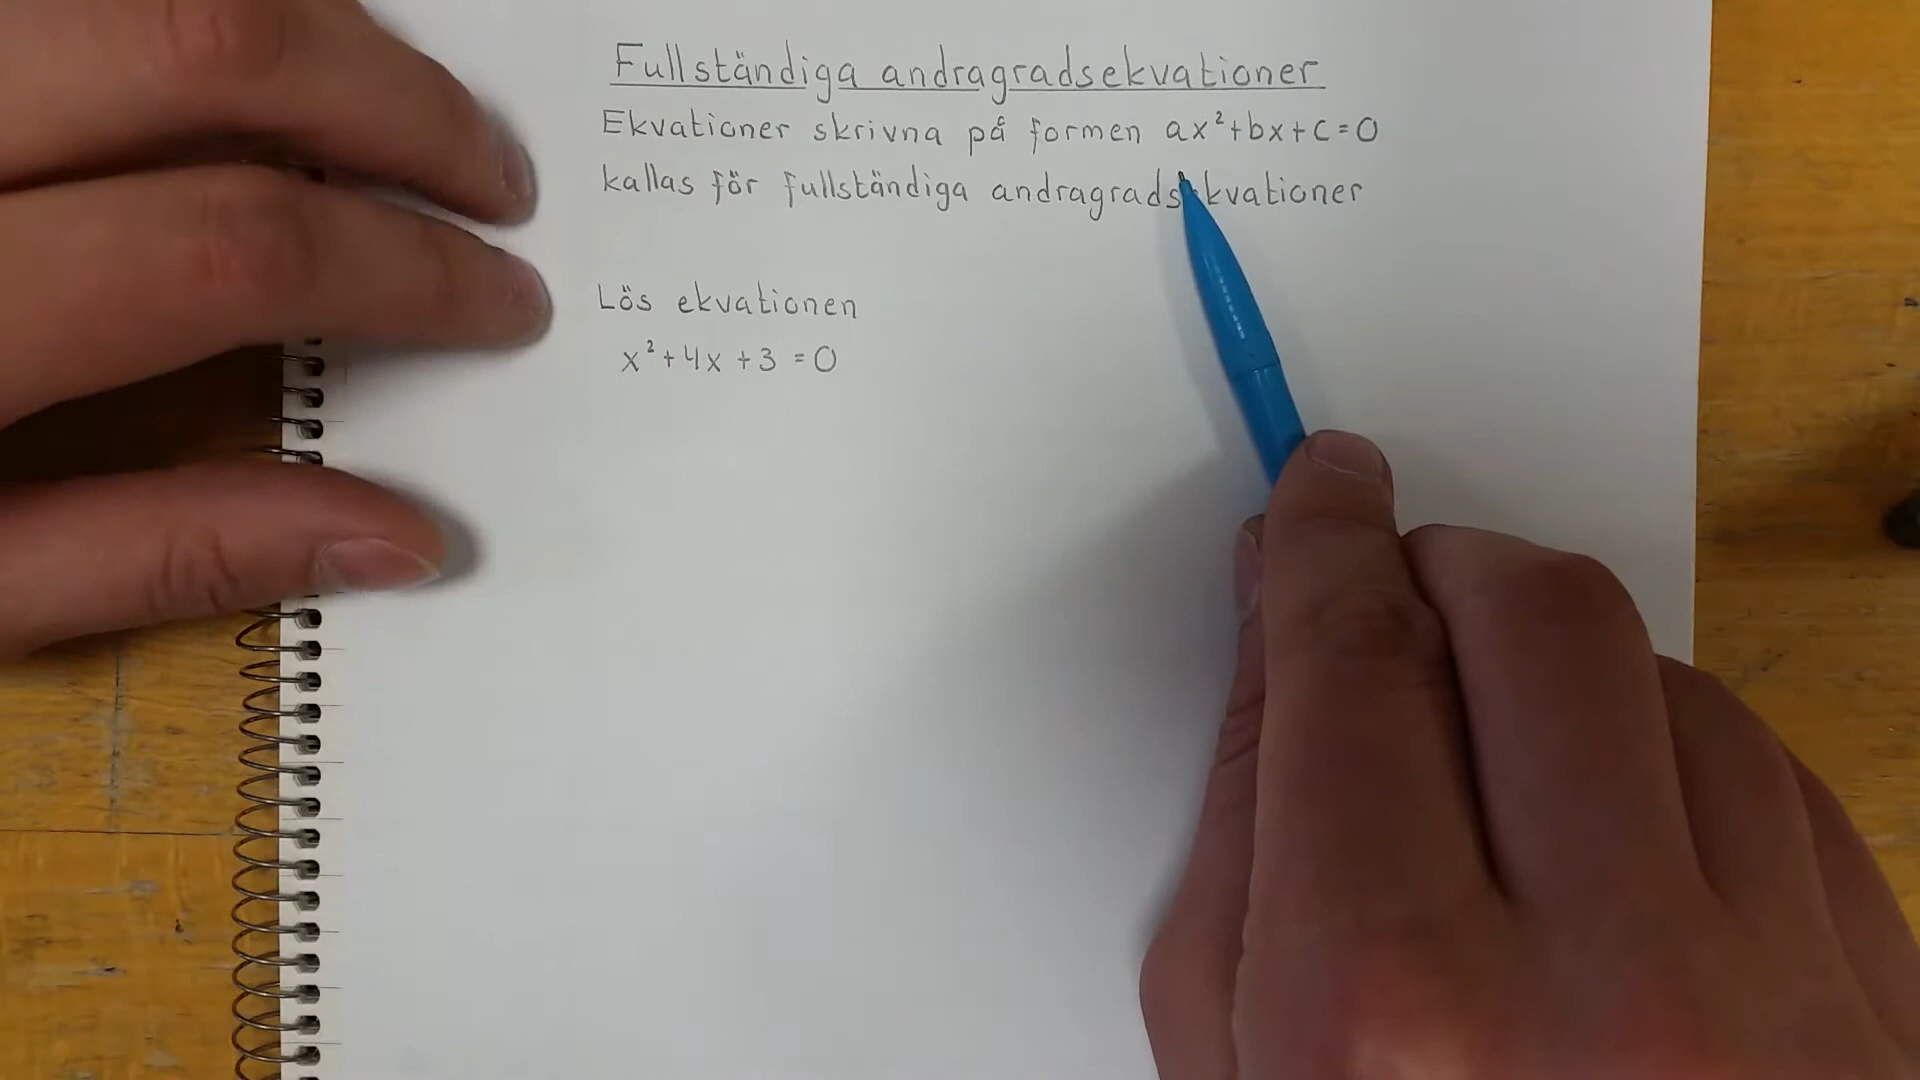 Fullständiga andragradsekvationer
Ekvationer skrivna på formen ax²+bx+c=0
kallas för fullständiga andragradsekvationer
Lös ekvationen
x²+4x+3=0